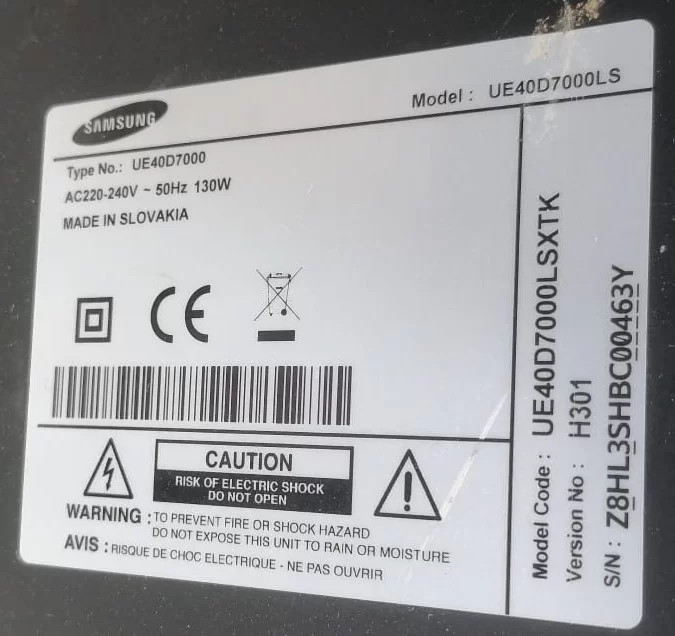 SAMSUNG
Model : UE40D7000LS
Type No.: UE40D7000
AC220-240V ~ 50Hz 130W
MADE IN SLOVAKIA
CE
CAUTION
RISK OF ELECTRIC SHOCK
DO NOT OPEN
WARNING : TO PREVENT FIRE OR SHOCK HAZARD
DO NOT EXPOSE THIS UNIT TO RAIN OR MOISTURE
AVIS : RISQUE DE CHOC ELECTRIQUE - NE PAS OUVRIR
Model Code : UE40D7000LSXTK
Version No : H301
S/N : Z8HL3SHBC00463Y